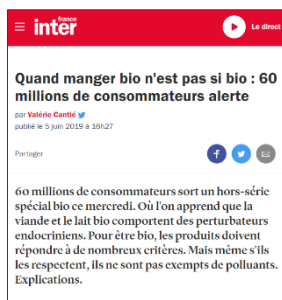 france
inter
Le direct
Quand manger bio n'est pas si bio : 60
millions de consommateurs alerte
par Valérie Cantié
publié le 5 juin 2019 à 16h27
Partager
60 millions de consommateurs sort un hors-série
spécial bio ce mercredi. Où l'on apprend que la
viande et le lait bio comportent des perturbateurs
endocriniens. Pour être bio, les produits doivent
répondre à de nombreux critères. Mais même s'ils
les respectent, ils ne sont pas exempts de polluants.
Explications.